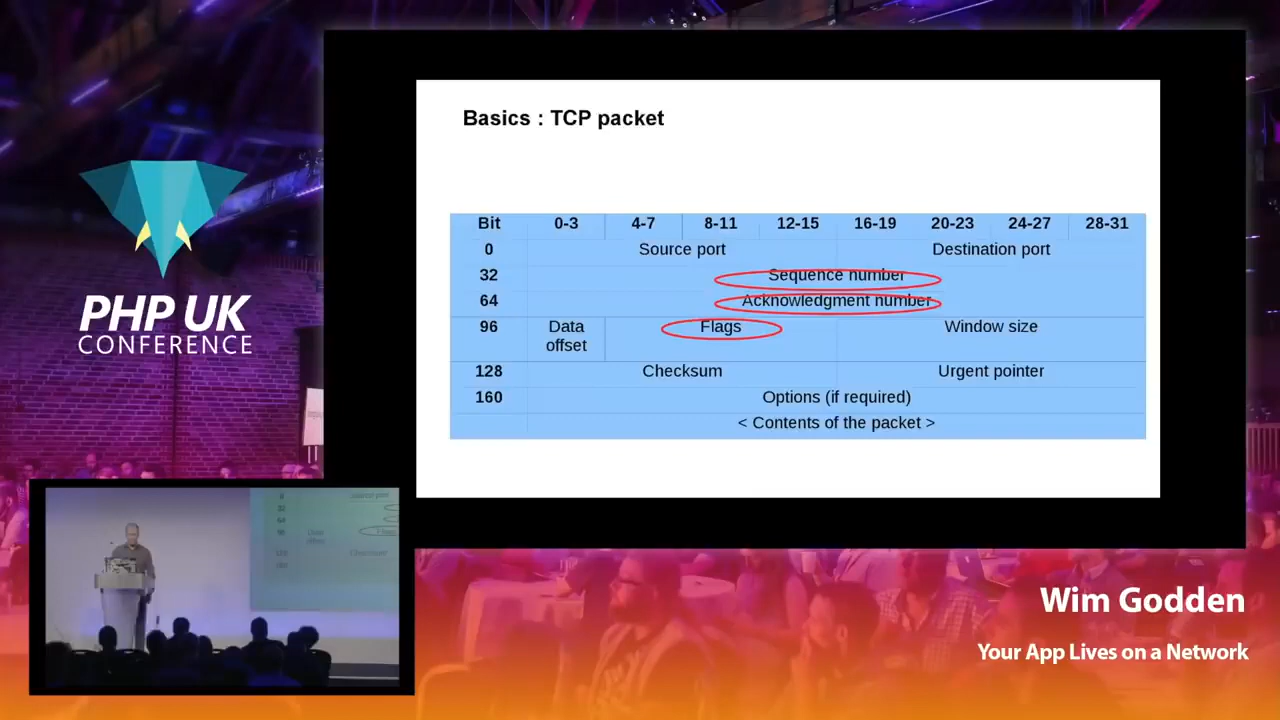 Basics : TCP packet
Bit 0-3 4-7 8-11 12-15 16-19 20-23 24-27 28-31
0 Source port Destination port
32 Sequence number
64 Acknowledgment number
96 Data offset Flags Window size
128 Checksum Urgent pointer
160 Options (if required)
< Contents of the packet >
PHP UK
CONFERENCE
Wim Godden
Your App Lives on a Network